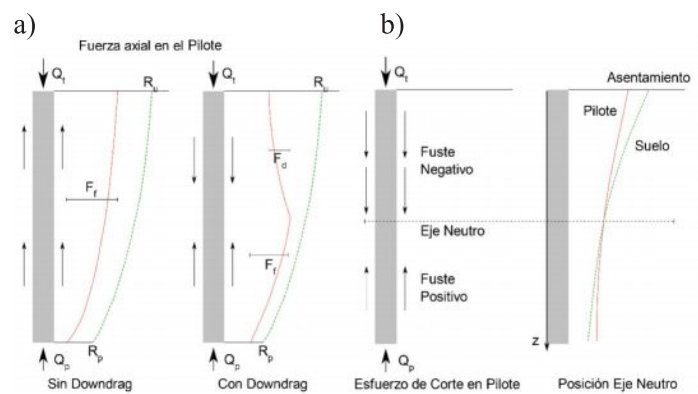 a)
b)
Fuerza axial en el Pilote
Qt
Ru
Ff
Rp
Qp
Sin Downdrag
Qt
Ru
Fd
Ff
Rp
Qp
Con Downdrag
Qt
Fuste
Negativo
Eje Neutro
Fuste
Positivo
Qp
Esfuerzo de Corte en Pilote
Asentamiento
Pilote
Suelo
z
Posición Eje Neutro